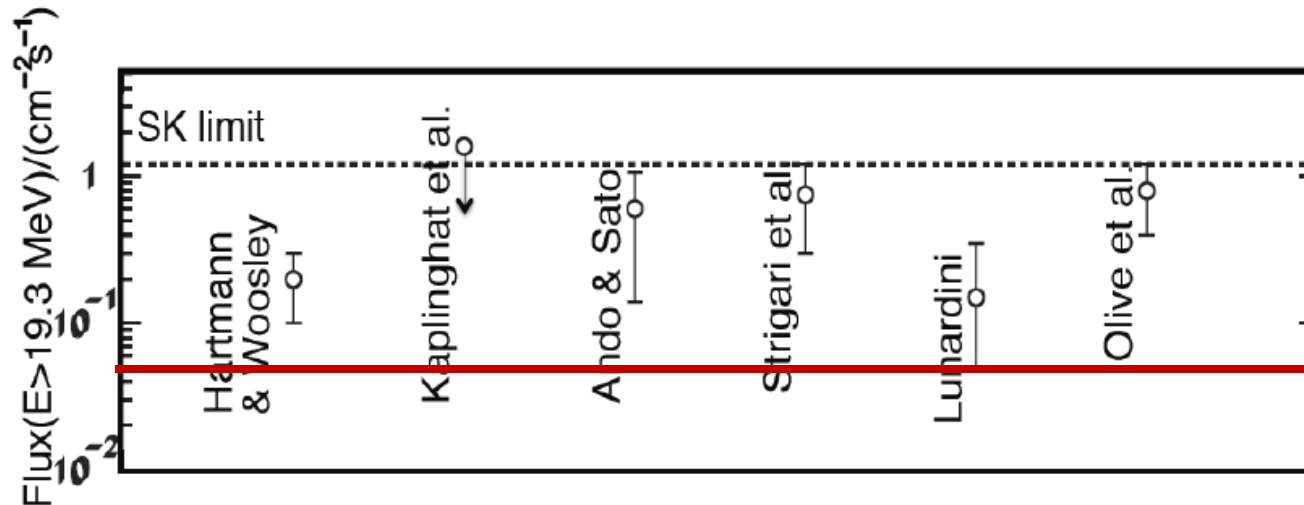 Flux(E>19.3 MeV)/(cm⁻²s⁻¹)
SK limit
1
10⁻¹
10⁻²
Hartmann
& Woosley
Kaplinghat et al.
Ando & Sato
Strigari et al
Lunardini
Olive et al.